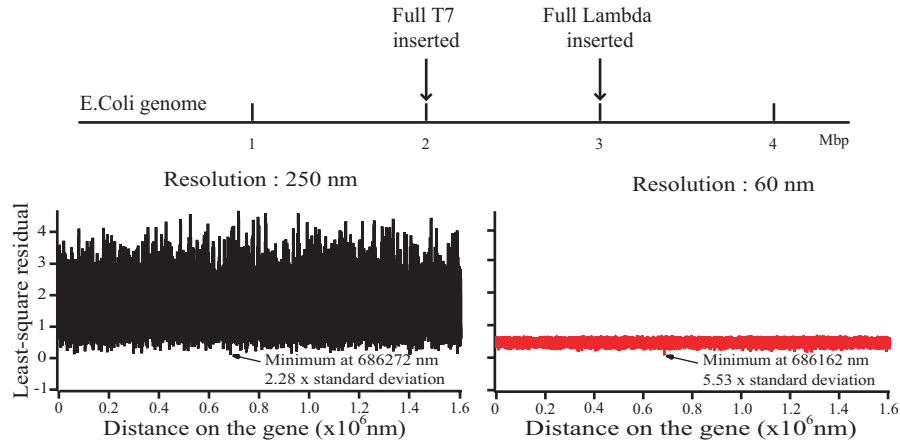 Full T7
inserted
Full Lambda
inserted
E.Coli genome
1
2
3
4
Mbp
Resolution : 250 nm
Least-square residual
4
3
2
1
0
-1
Minimum at 686272 nm
2.28 x standard deviation
0 0.2 0.4 0.6 0.8 1.0 1.2 1.4 1.6
Distance on the gene (x10⁶nm)
Resolution : 60 nm
Minimum at 686162 nm
5.53 x standard deviation
0 0.2 0.4 0.6 0.8 1.0 1.2 1.4 1.6
Distance on the gene (x10⁶nm)